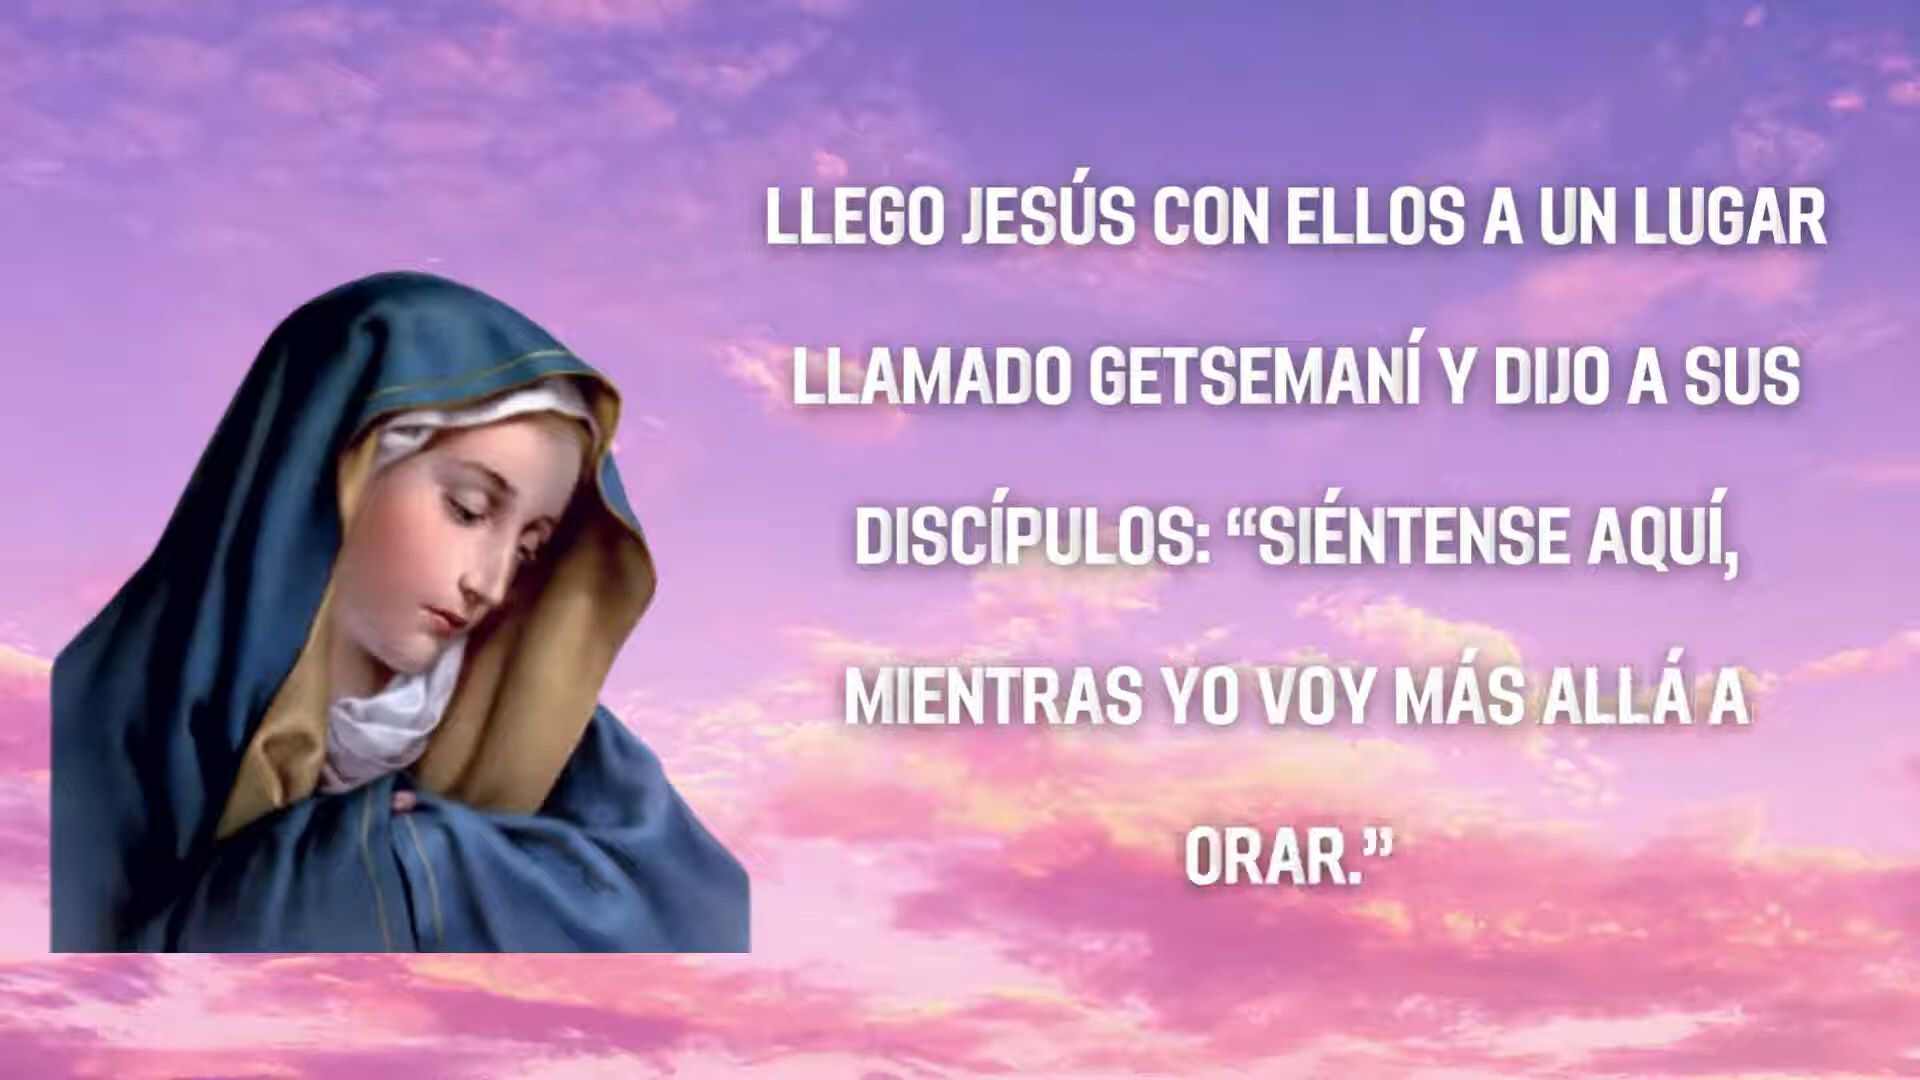 LLEGO JESÚS CON ELLOS A UN LUGAR
LLAMADO GETSEMANÍ Y DIJO A SUS
DISCÍPULOS: “SIÉNTENSE AQUÍ,
MIENTRAS YO VOY MÁS ALLÁ A
ORAR.”